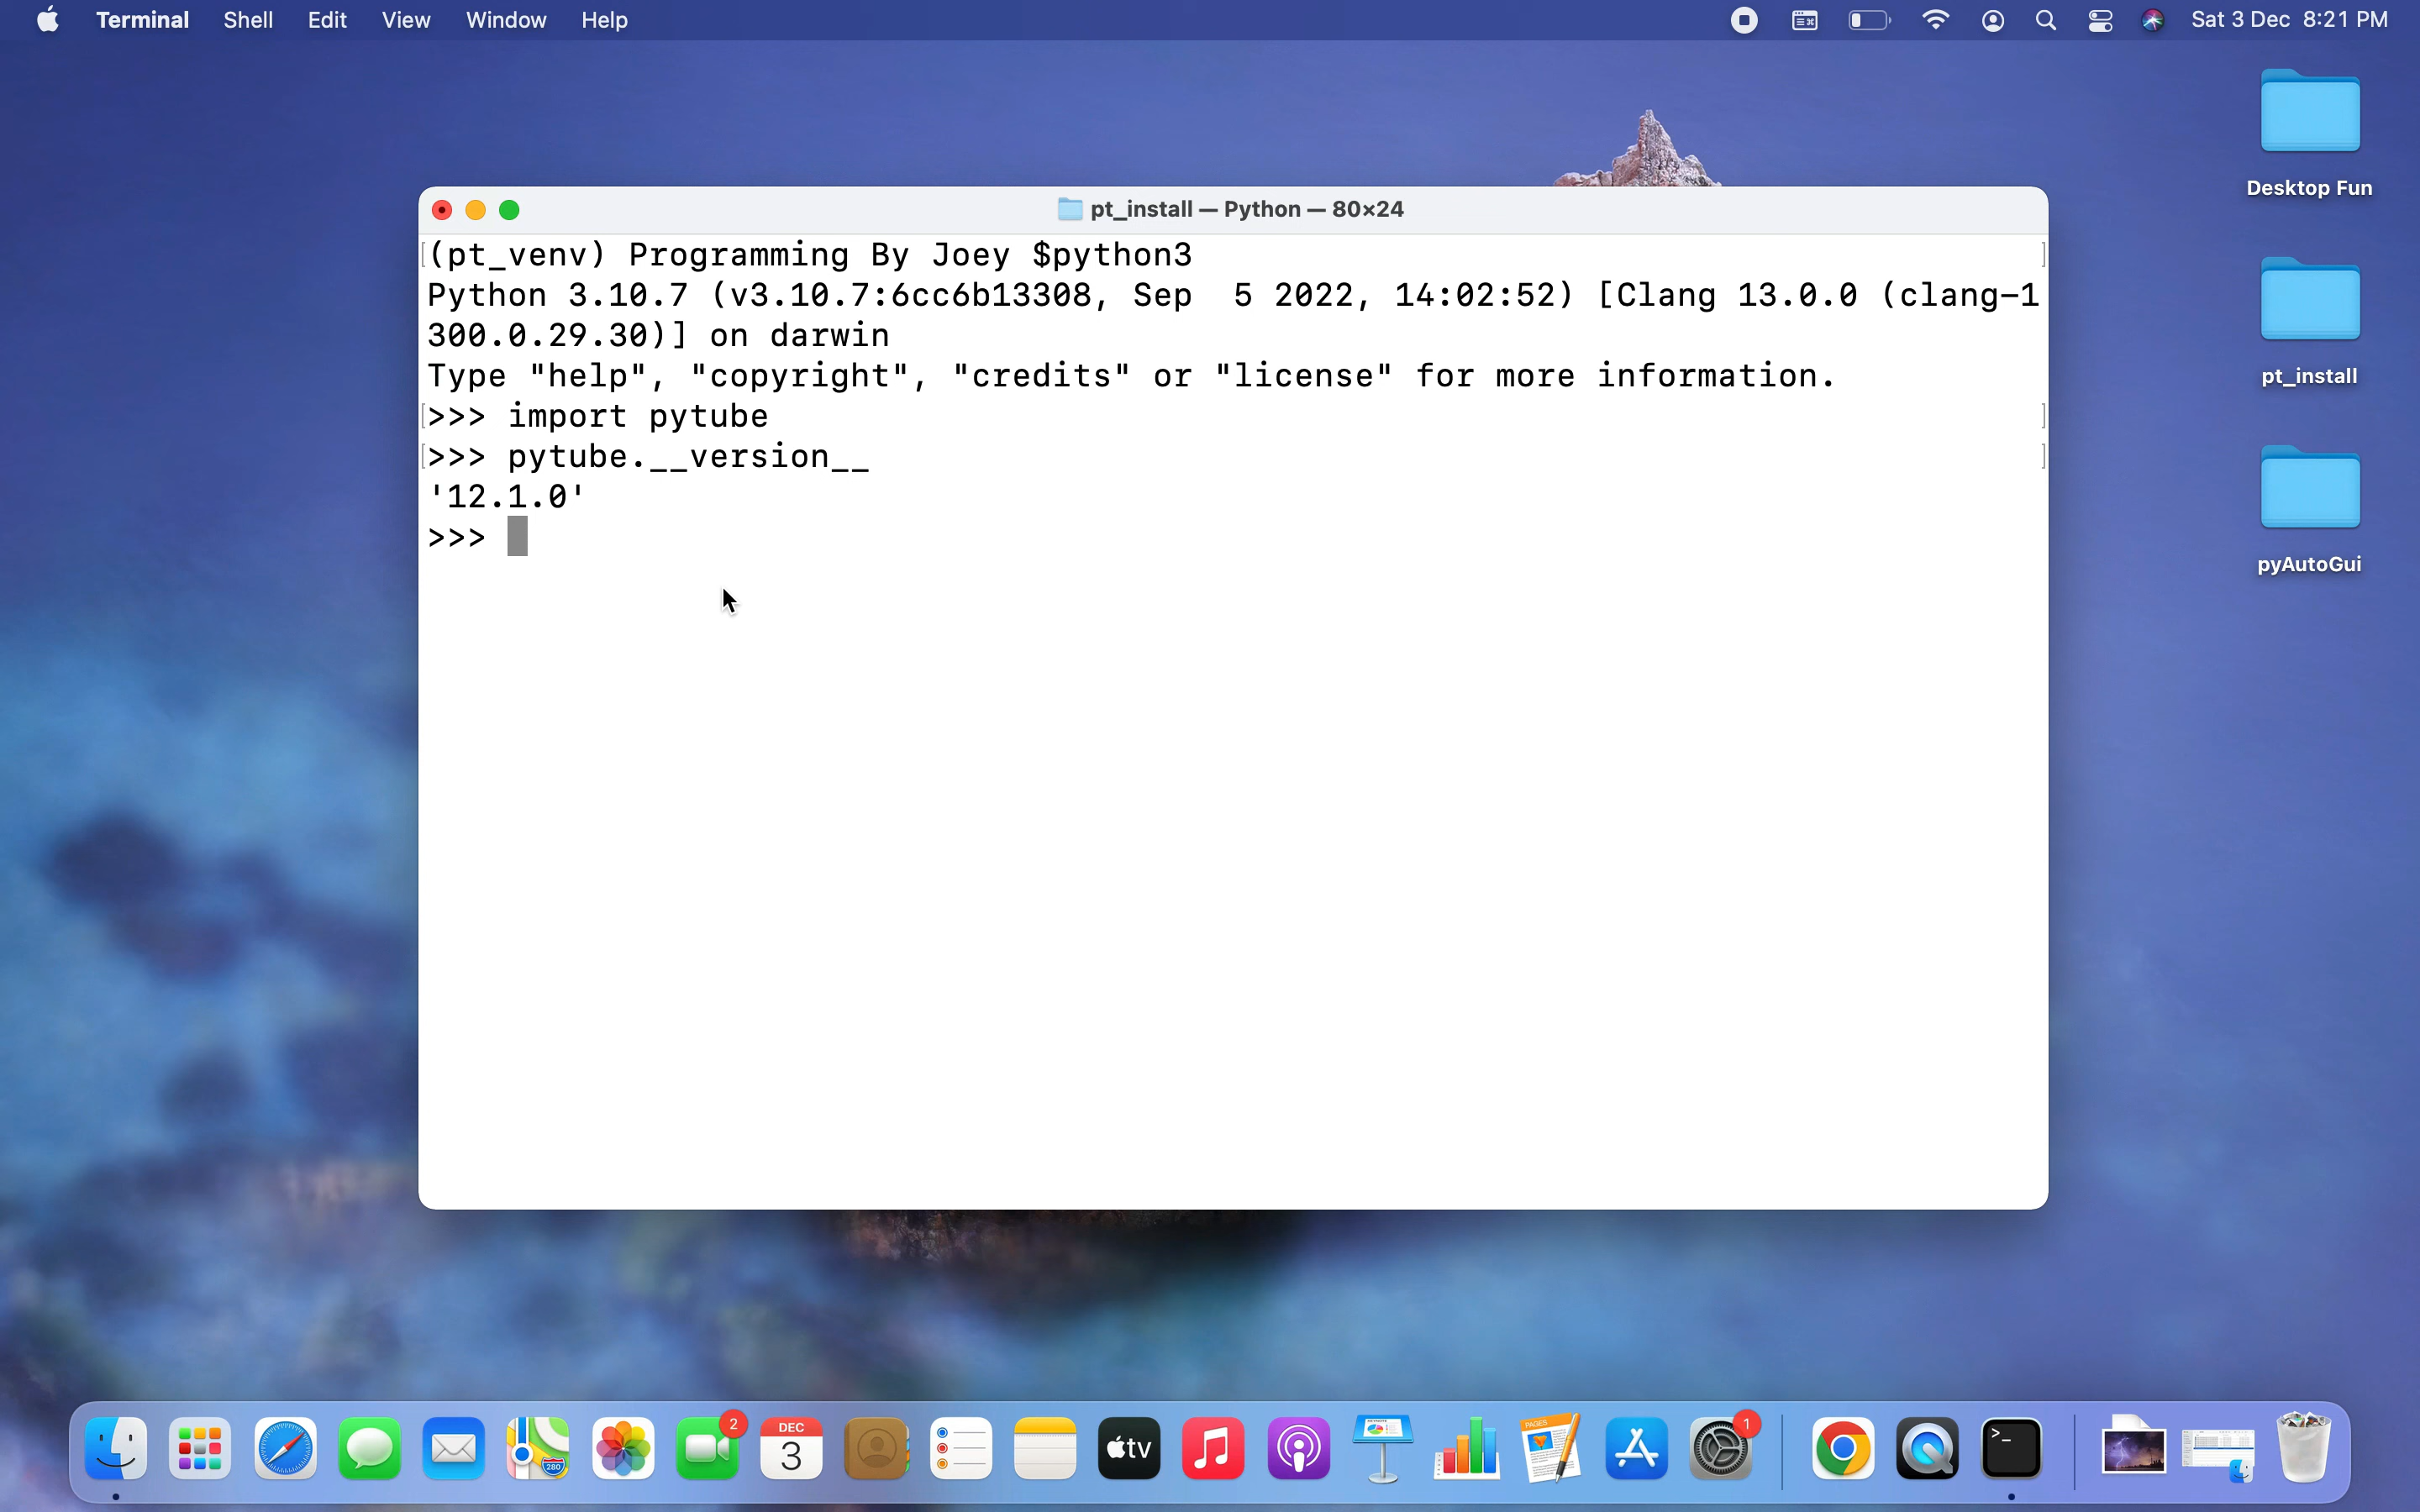 Terminal Shell Edit View Window Help Sat 3 Dec 8:21 PM
Desktop Fun
pt_install
pyAutoGui
pt_install — Python — 80×24
(pt_venv) Programming By Joey $python3
Python 3.10.7 (v3.10.7:6cc6b13308, Sep  5 2022, 14:02:52) [Clang 13.0.0 (clang-1
300.0.29.30)] on darwin
Type "help", "copyright", "credits" or "license" for more information.
>>> import pytube
>>> pytube.__version__
'12.1.0'
>>>
280
2
DEC
3
tv
PAGES
1
>_